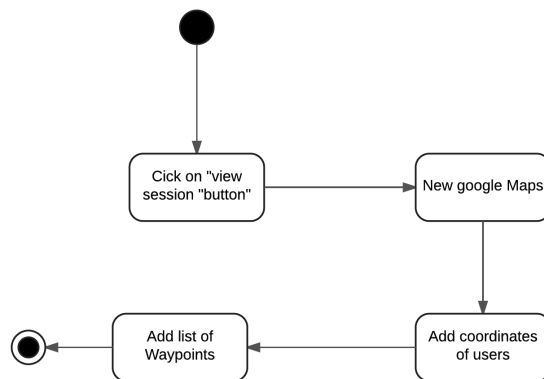 Cick on "view
session "button"
New google Maps
Add list of
Waypoints
Add coordinates
of users